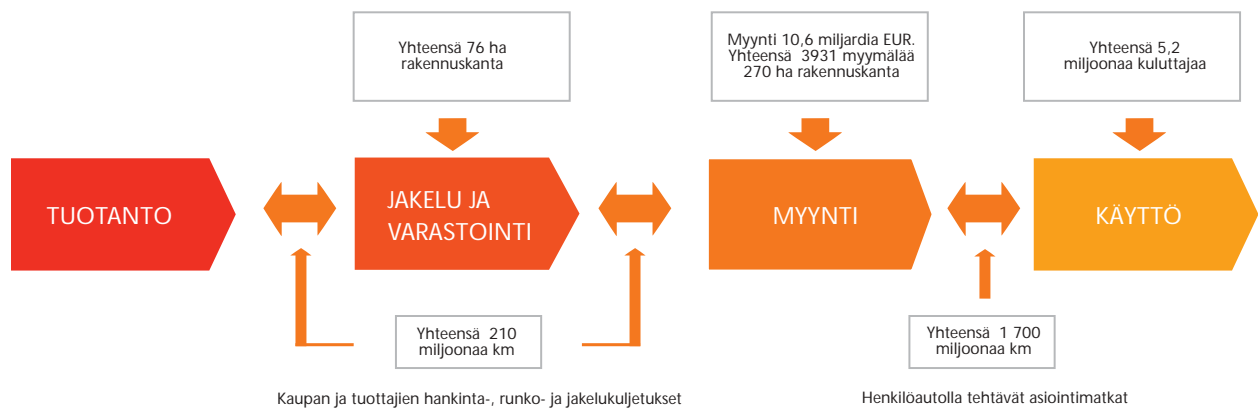 Yhteensä 76 ha
rakennuskanta
Myynti 10,6 miljardia EUR.
Yhteensä 3931 myymälää
270 ha rakennuskanta
Yhteensä 5,2
miljoonaa kuluttajaa
TUOTANTO
JAKELU JA
VARASTOINTI
MYYNTI
KÄYTTÖ
Yhteensä 210
miljoonaa km
Yhteensä 1 700
miljoonaa km
Kaupan ja tuottajien hankinta-, runko- ja jakelukuljetukset
Henkilöautolla tehtävät asiointimatkat